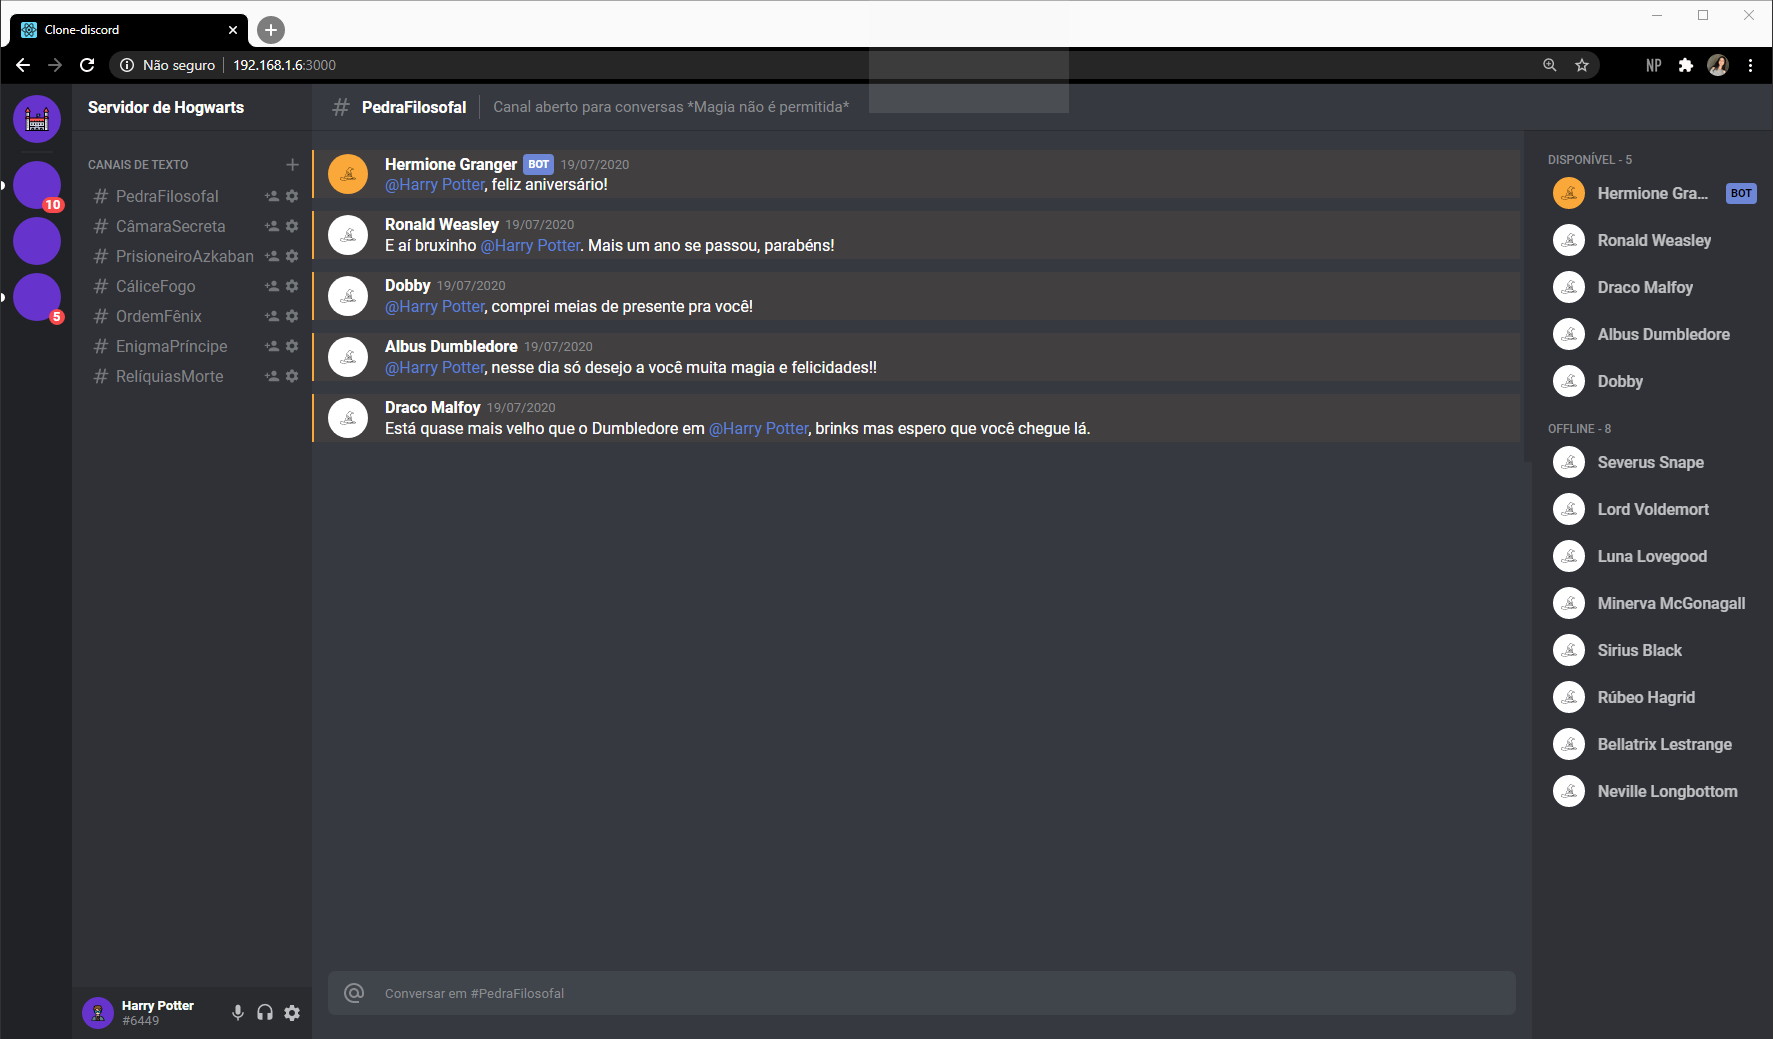 Clone-discord
Não seguro
192.168.1.6:3000
NP
Servidor de Hogwarts
# PedraFilosofal
Canal aberto para conversas *Magia não é permitida*
CANAIS DE TEXTO
# PedraFilosofal
# CâmaraSecreta
# PrisioneiroAzkaban
# CáliceFogo
# OrdemFênix
# EnigmaPríncipe
# RelíquiasMorte
10
5
Harry Potter
#6449
Hermione Granger BOT 19/07/2020
@Harry Potter, feliz aniversário!
Ronald Weasley 19/07/2020
E aí bruxinho @Harry Potter. Mais um ano se passou, parabéns!
Dobby 19/07/2020
@Harry Potter, comprei meias de presente pra você!
Albus Dumbledore 19/07/2020
@Harry Potter, nesse dia só desejo a você muita magia e felicidades!!
Draco Malfoy 19/07/2020
Está quase mais velho que o Dumbledore em @Harry Potter, brinks mas espero que você chegue lá.
@ Conversar em #PedraFilosofal
DISPONÍVEL - 5
Hermione Gra... BOT
Ronald Weasley
Draco Malfoy
Albus Dumbledore
Dobby
OFFLINE - 8
Severus Snape
Lord Voldemort
Luna Lovegood
Minerva McGonagall
Sirius Black
Rúbeo Hagrid
Bellatrix Lestrange
Neville Longbottom